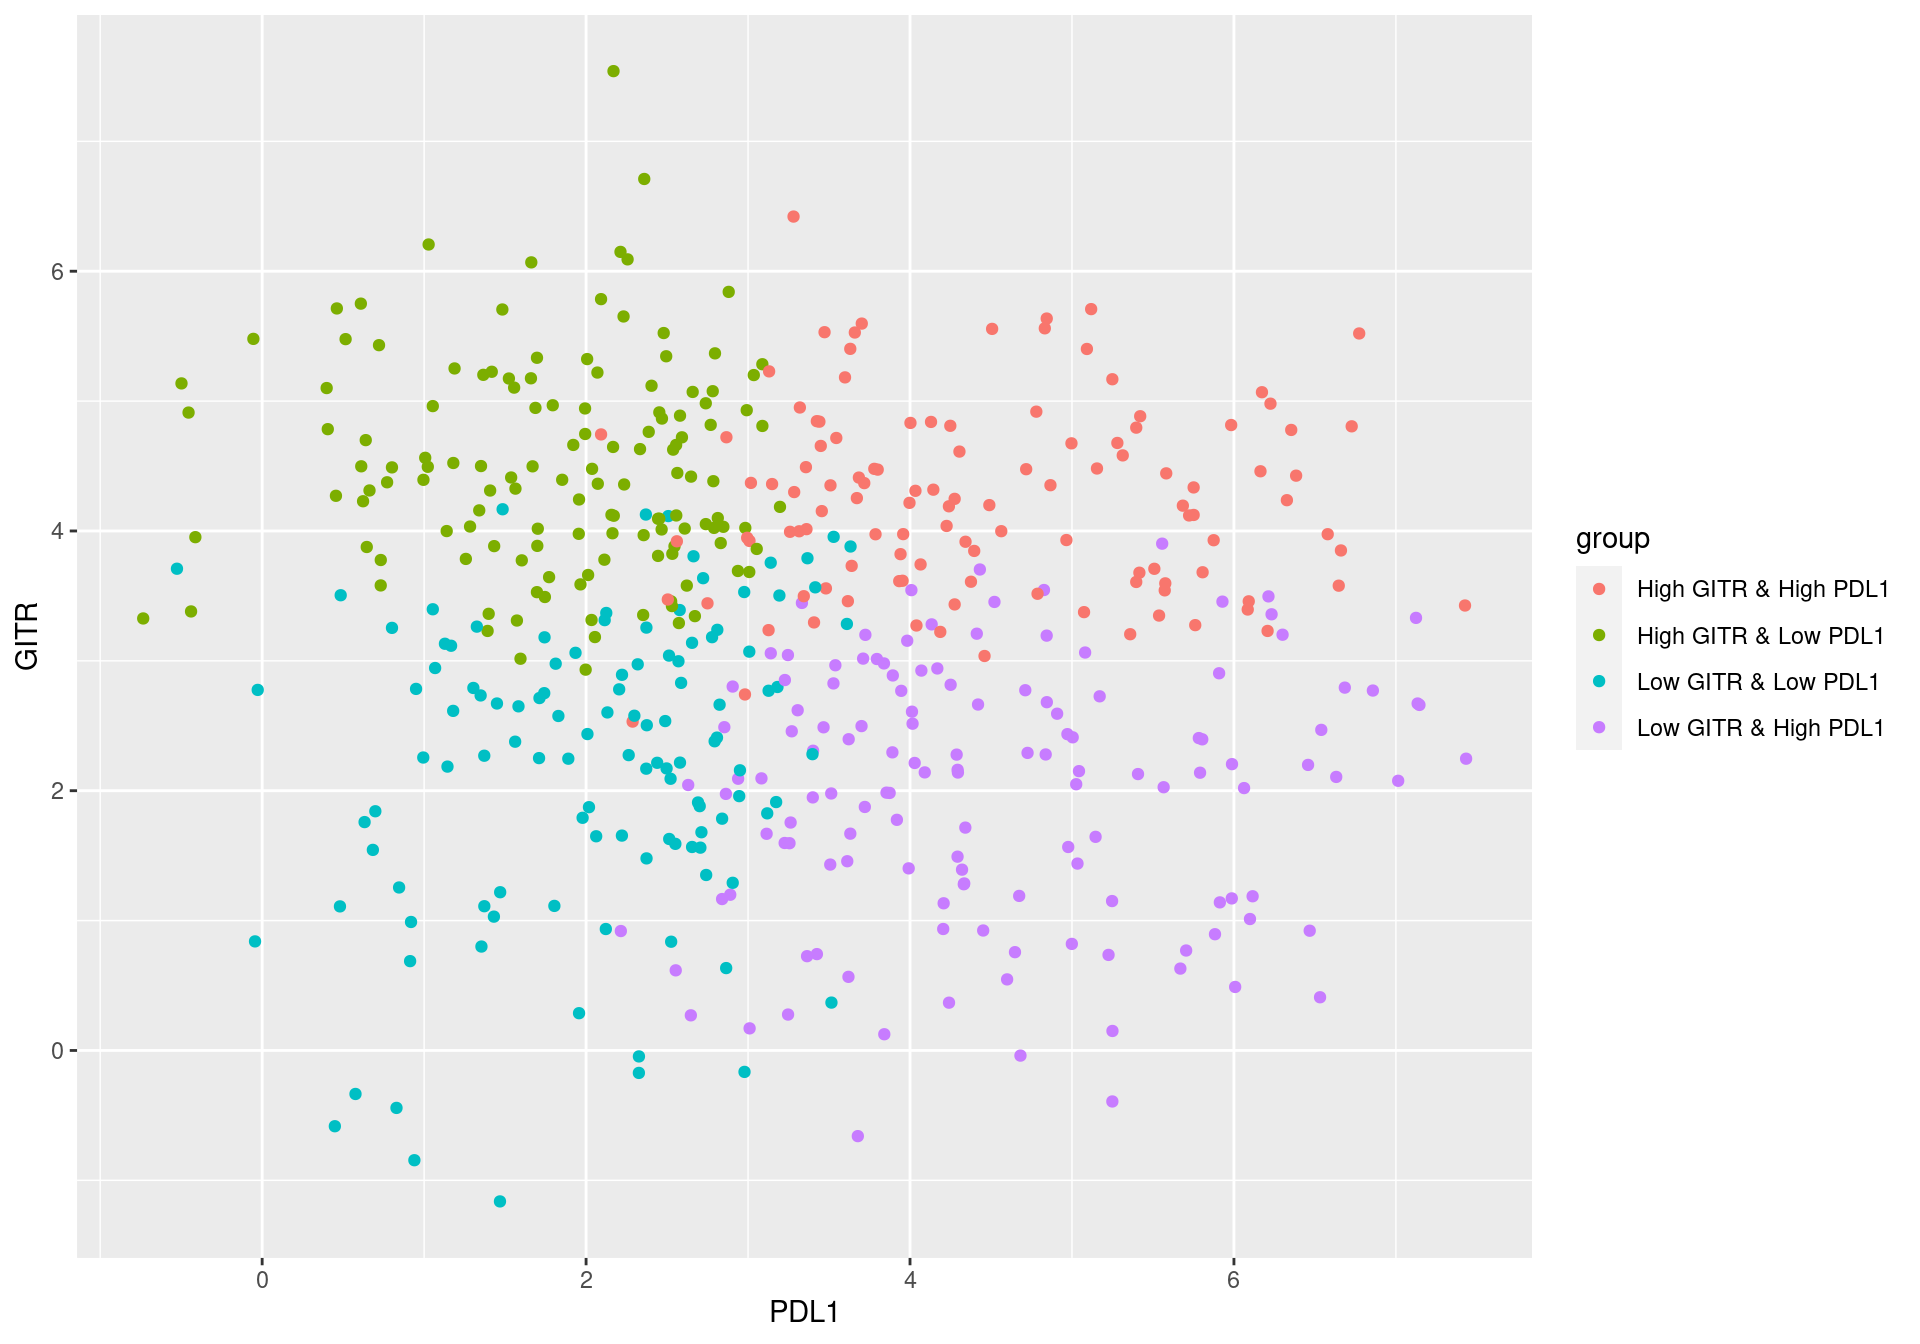 6
4
2
0
GITR
0 2 4 6
PDL1
group
High GITR & High PDL1
High GITR & Low PDL1
Low GITR & Low PDL1
Low GITR & High PDL1